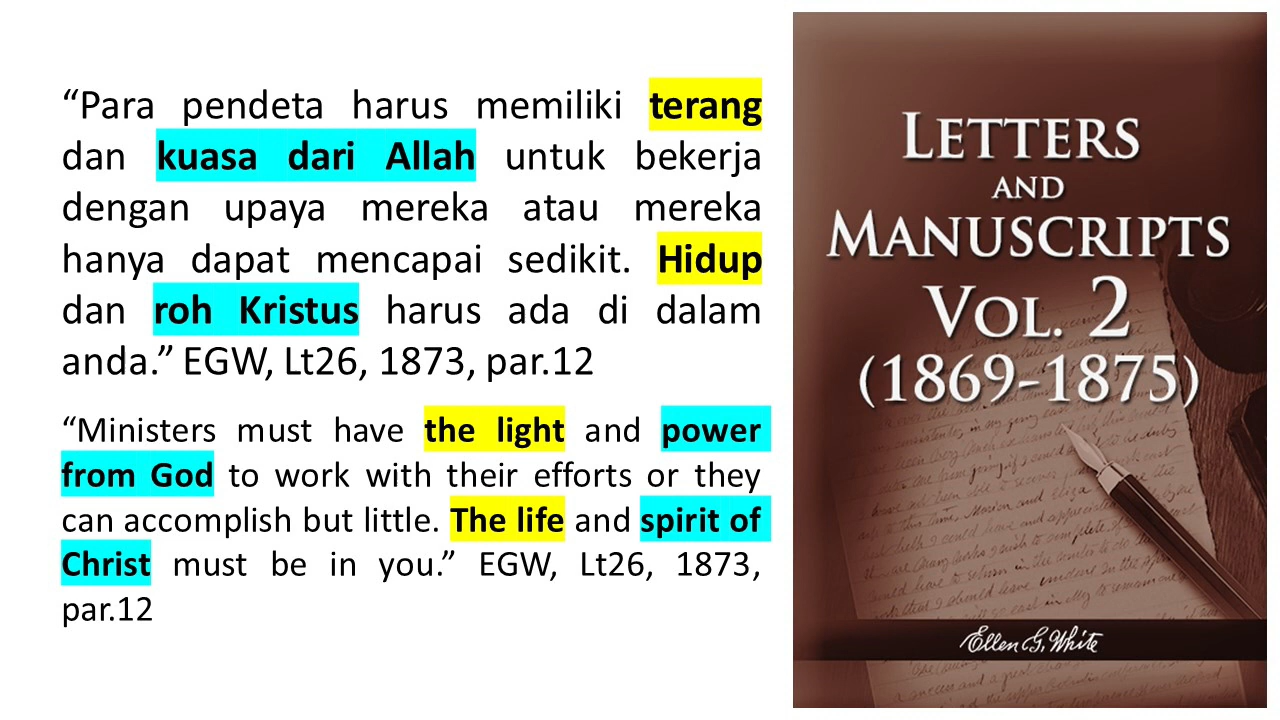 “Para pendeta harus memiliki terang
dan kuasa dari Allah untuk bekerja
dengan upaya mereka atau mereka
hanya dapat mencapai sedikit. Hidup
dan roh Kristus harus ada di dalam
anda.” EGW, Lt26, 1873, par.12
“Ministers must have the light and power
from God to work with their efforts or they
can accomplish but little. The life and spirit of
Christ must be in you.” EGW, Lt26, 1873,
par.12
LETTERS
AND
MANUSCRIPTS
VOL. 2
(1869-1875)
Ellen G. White